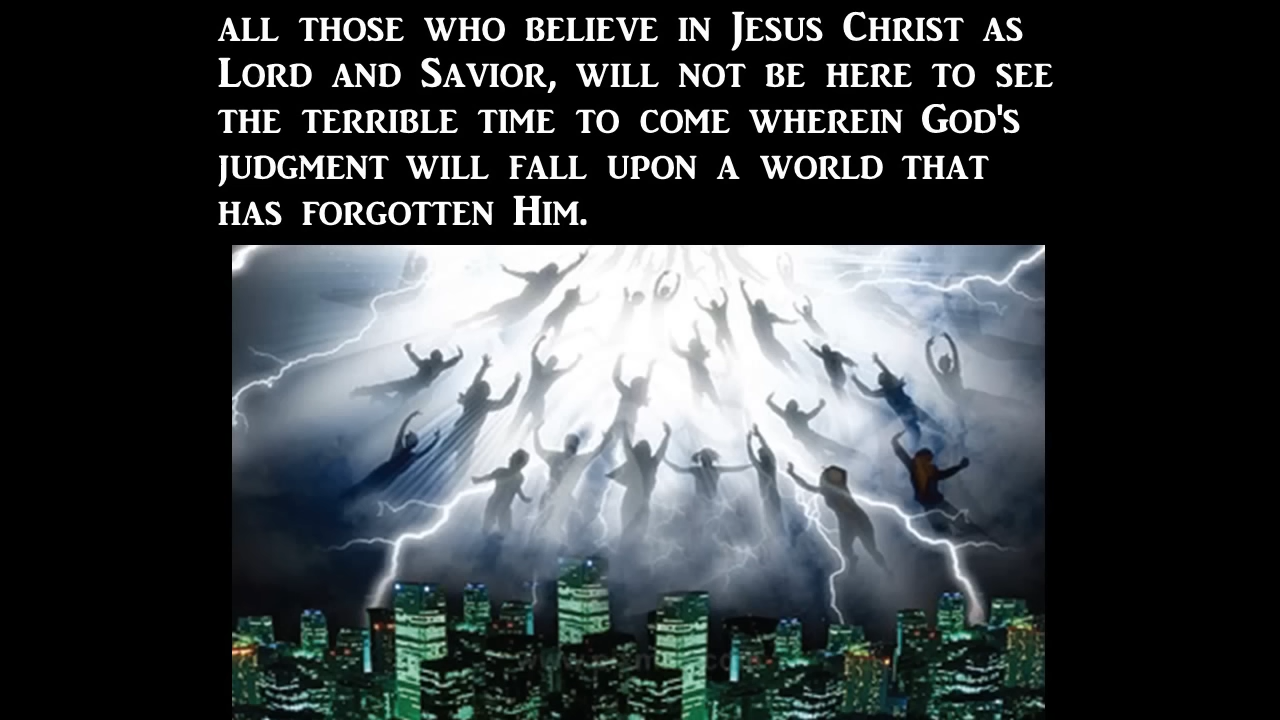 all those who believe in Jesus Christ as
Lord and Savior, will not be here to see
the terrible time to come wherein God's
judgment will fall upon a world that
has forgotten Him.